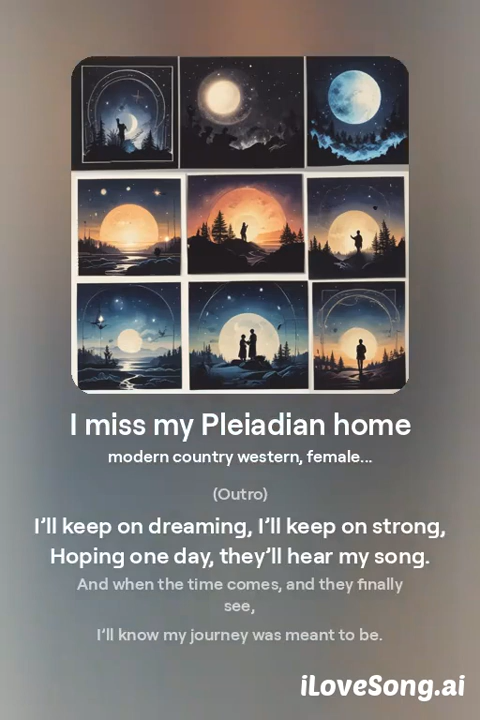 I miss my Pleiadian home
modern country western, female...
(Outro)
I'll keep on dreaming, I'll keep on strong,
Hoping one day, they'll hear my song.
And when the time comes, and they finally
see,
I'll know my journey was meant to be.
iLoveSong.ai